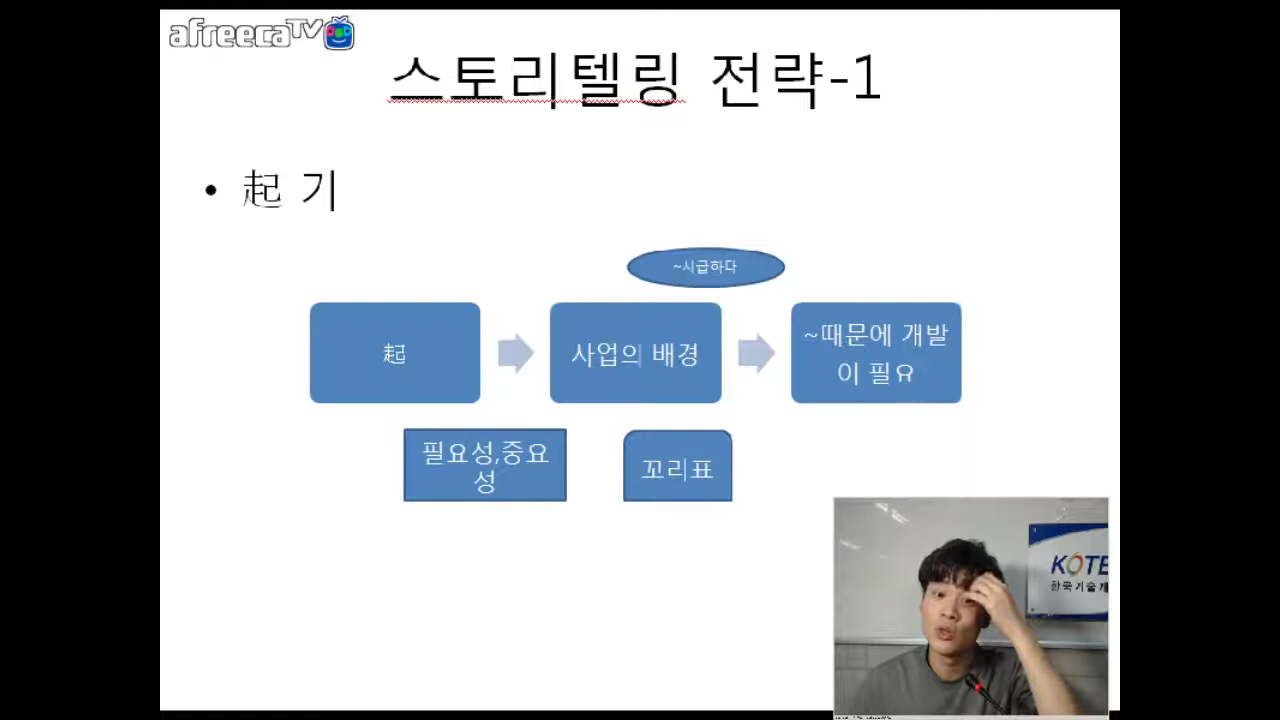 afreecaTV
스토리텔링 전략-1
• 起 기
~시급하다
起
사업의 배경
~때문에 개발
이 필요
필요성,중요
성
꼬리표
KOTE
한국기술개